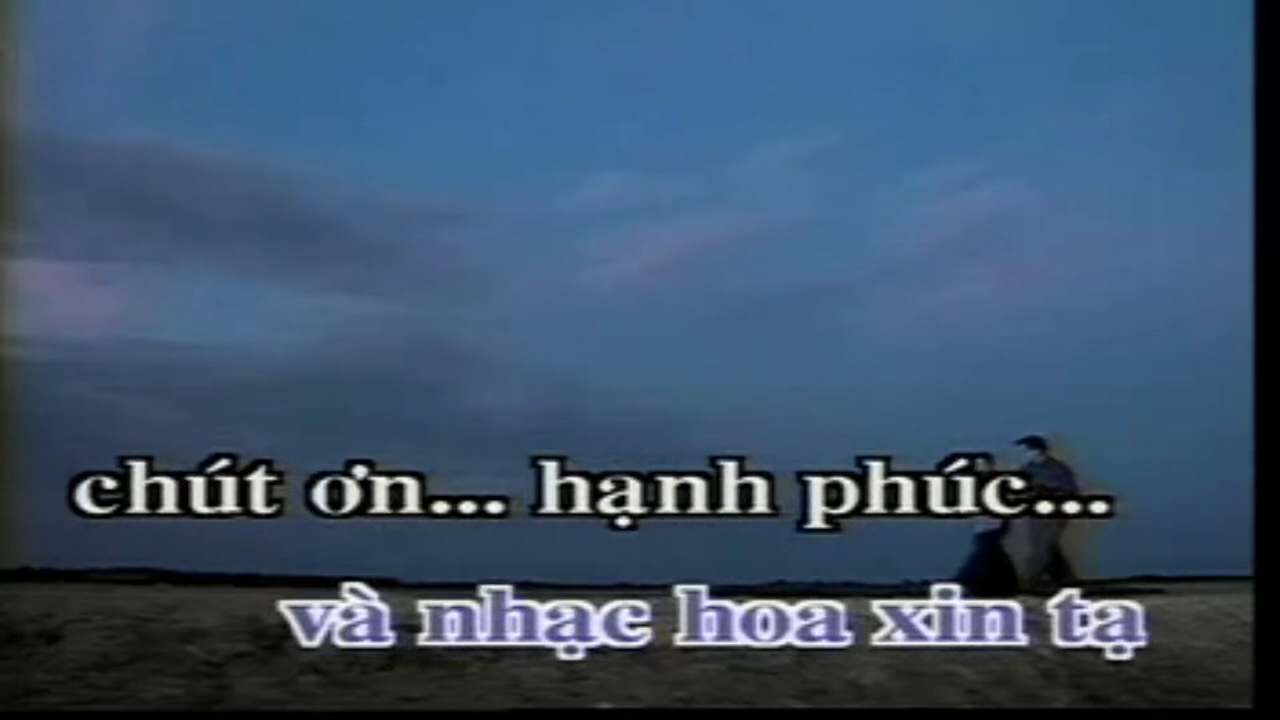 chút ơn... hạnh phúc...
và nhạc hoa xin tạ